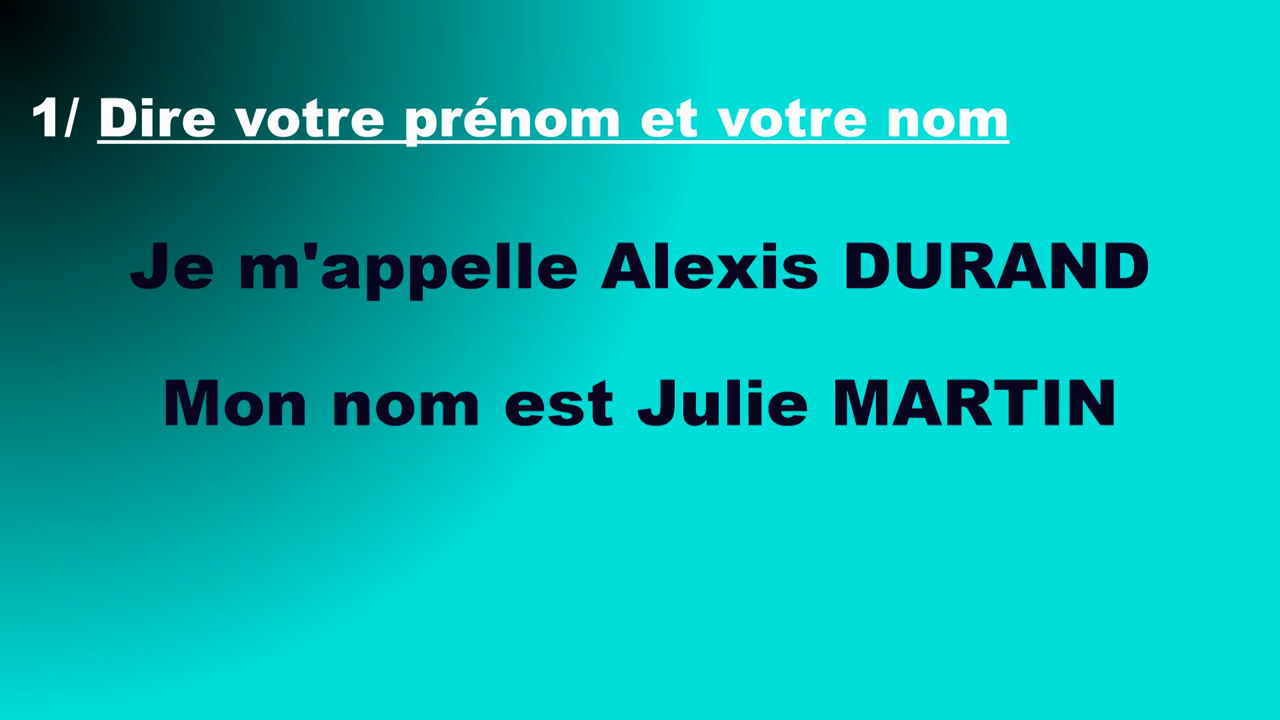 1/ Dire votre prénom et votre nom
Je m'appelle Alexis DURAND
Mon nom est Julie MARTIN